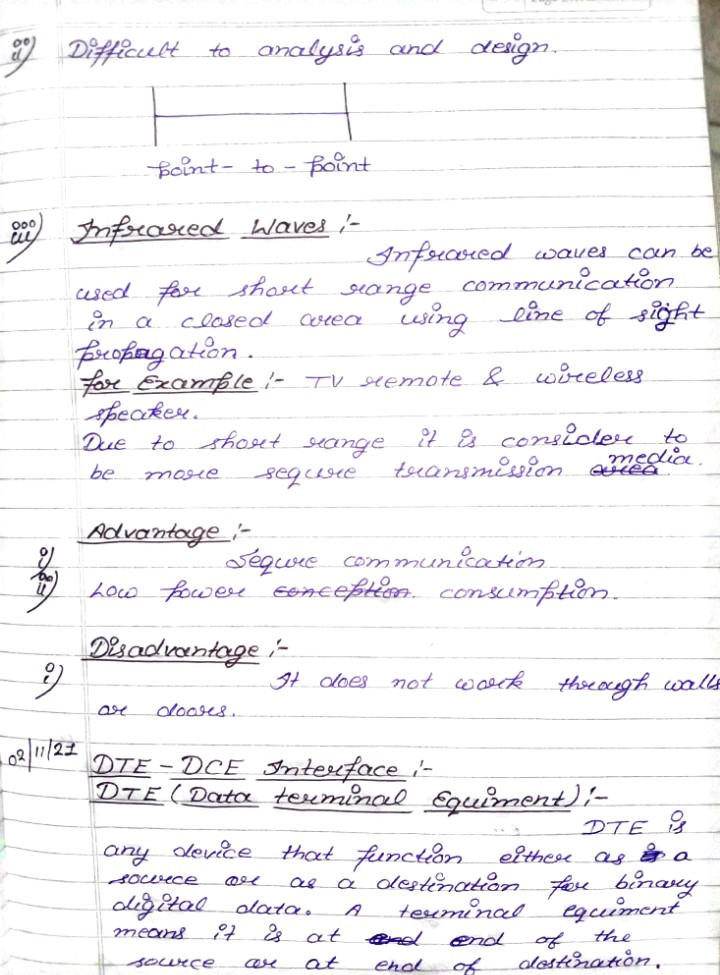 ii) Difficult to analysis and design.
point - to - point
iii) Infrared Waves :-
Infrared waves can be
used for short range communication
in a closed area using line of sight
propagation.
for Example :- TV remote & wireless
speaker.
Due to short range it is consider to
be more sequre transmission area media.
Advantage :-
i) Sequre communication
ii) Low power conception consumption.
Disadvantage :-
i) It does not work through walls
or doors.
02/11/21 DTE - DCE Interface :-
DTE (Data terminal Equiment) :-
DTE is
any device that function either as a
source or as a destination for binary
digital data. A terminal equiment
means it is at end end of the
source or at end of destination.